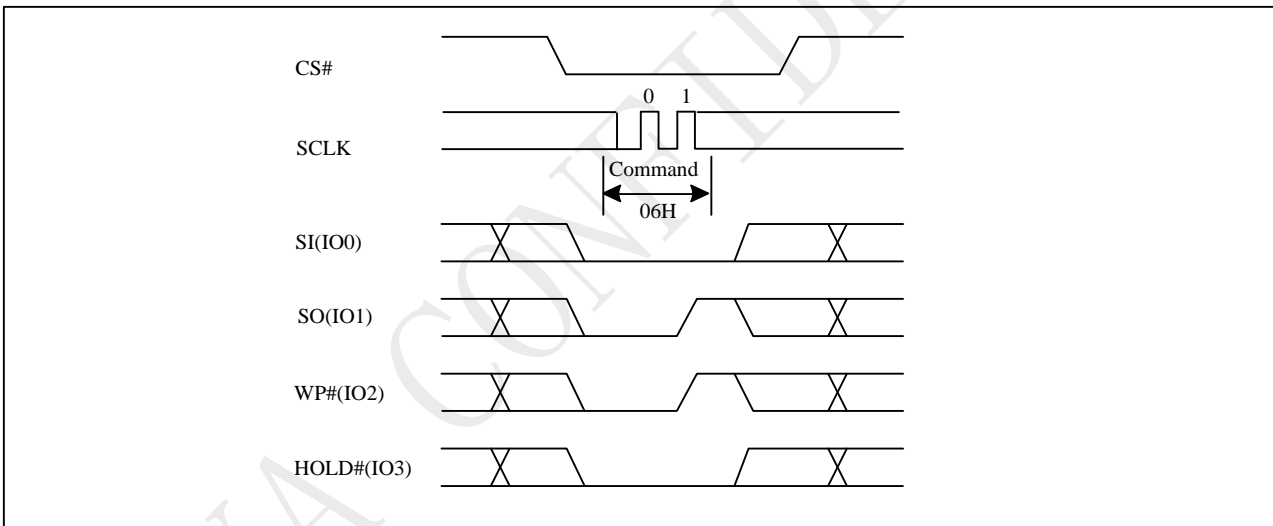 CS#
0 1
SCLK
Command
06H
SI(IO0)
SO(IO1)
WP#(IO2)
HOLD#(IO3)